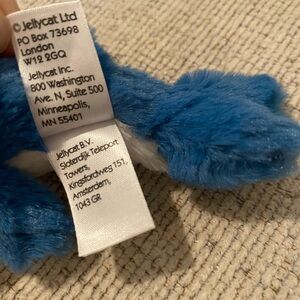 ©Jellycat Ltd
PO Box 73698
London
W12 2GQ
Jellycat Inc.
800 Washington
Ave. N, Suite 500
Minneapolis,
MN 55401
Jellycat B.V.
Sloterdijk Teleport
Towers,
Kingsfordweg 151,
Amsterdam,
1043 GR